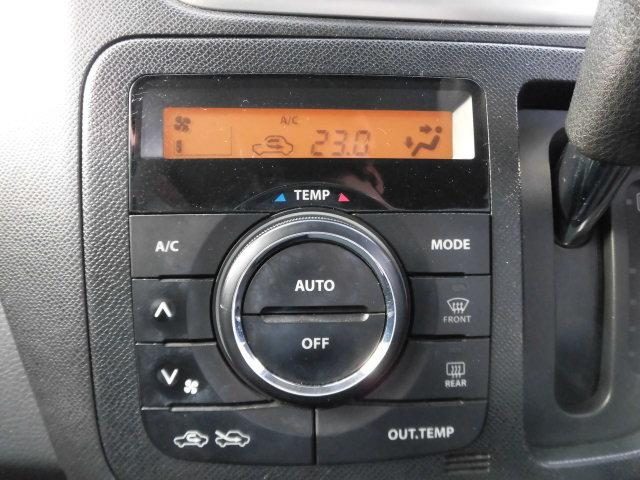 A/C
23.0
TEMP
A/C
MODE
AUTO
FRONT
OFF
REAR
OUT.TEMP